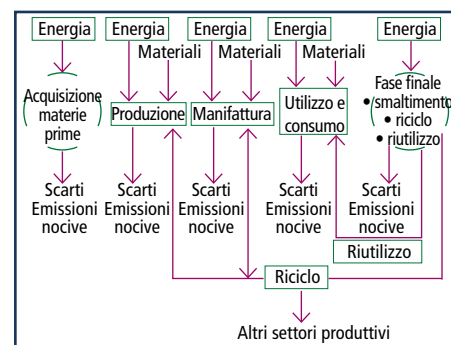 Energia Energia Energia Energia Energia
Materiali Materiali Materiali
Acquisizione
materie
prime
Produzione
Manifattura
Utilizzo e
consumo
Fase finale
• smaltimento
• riciclo
• riutilizzo
Scarti
Emissioni
nocive
Scarti
Emissioni
nocive
Scarti
Emissioni
nocive
Scarti
Emissioni
nocive
Scarti
Emissioni
nocive
Riutilizzo
Riciclo
Altri settori produttivi